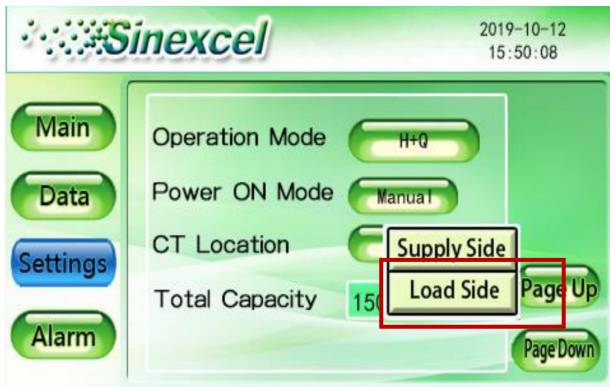 Sinexcel
2019-10-12
15:50:08
Main
Operation Mode H+Q
Data
Power ON Mode Manual
Settings
CT Location
Supply Side
Load Side
Total Capacity 150
Page Up
Alarm
Page Down